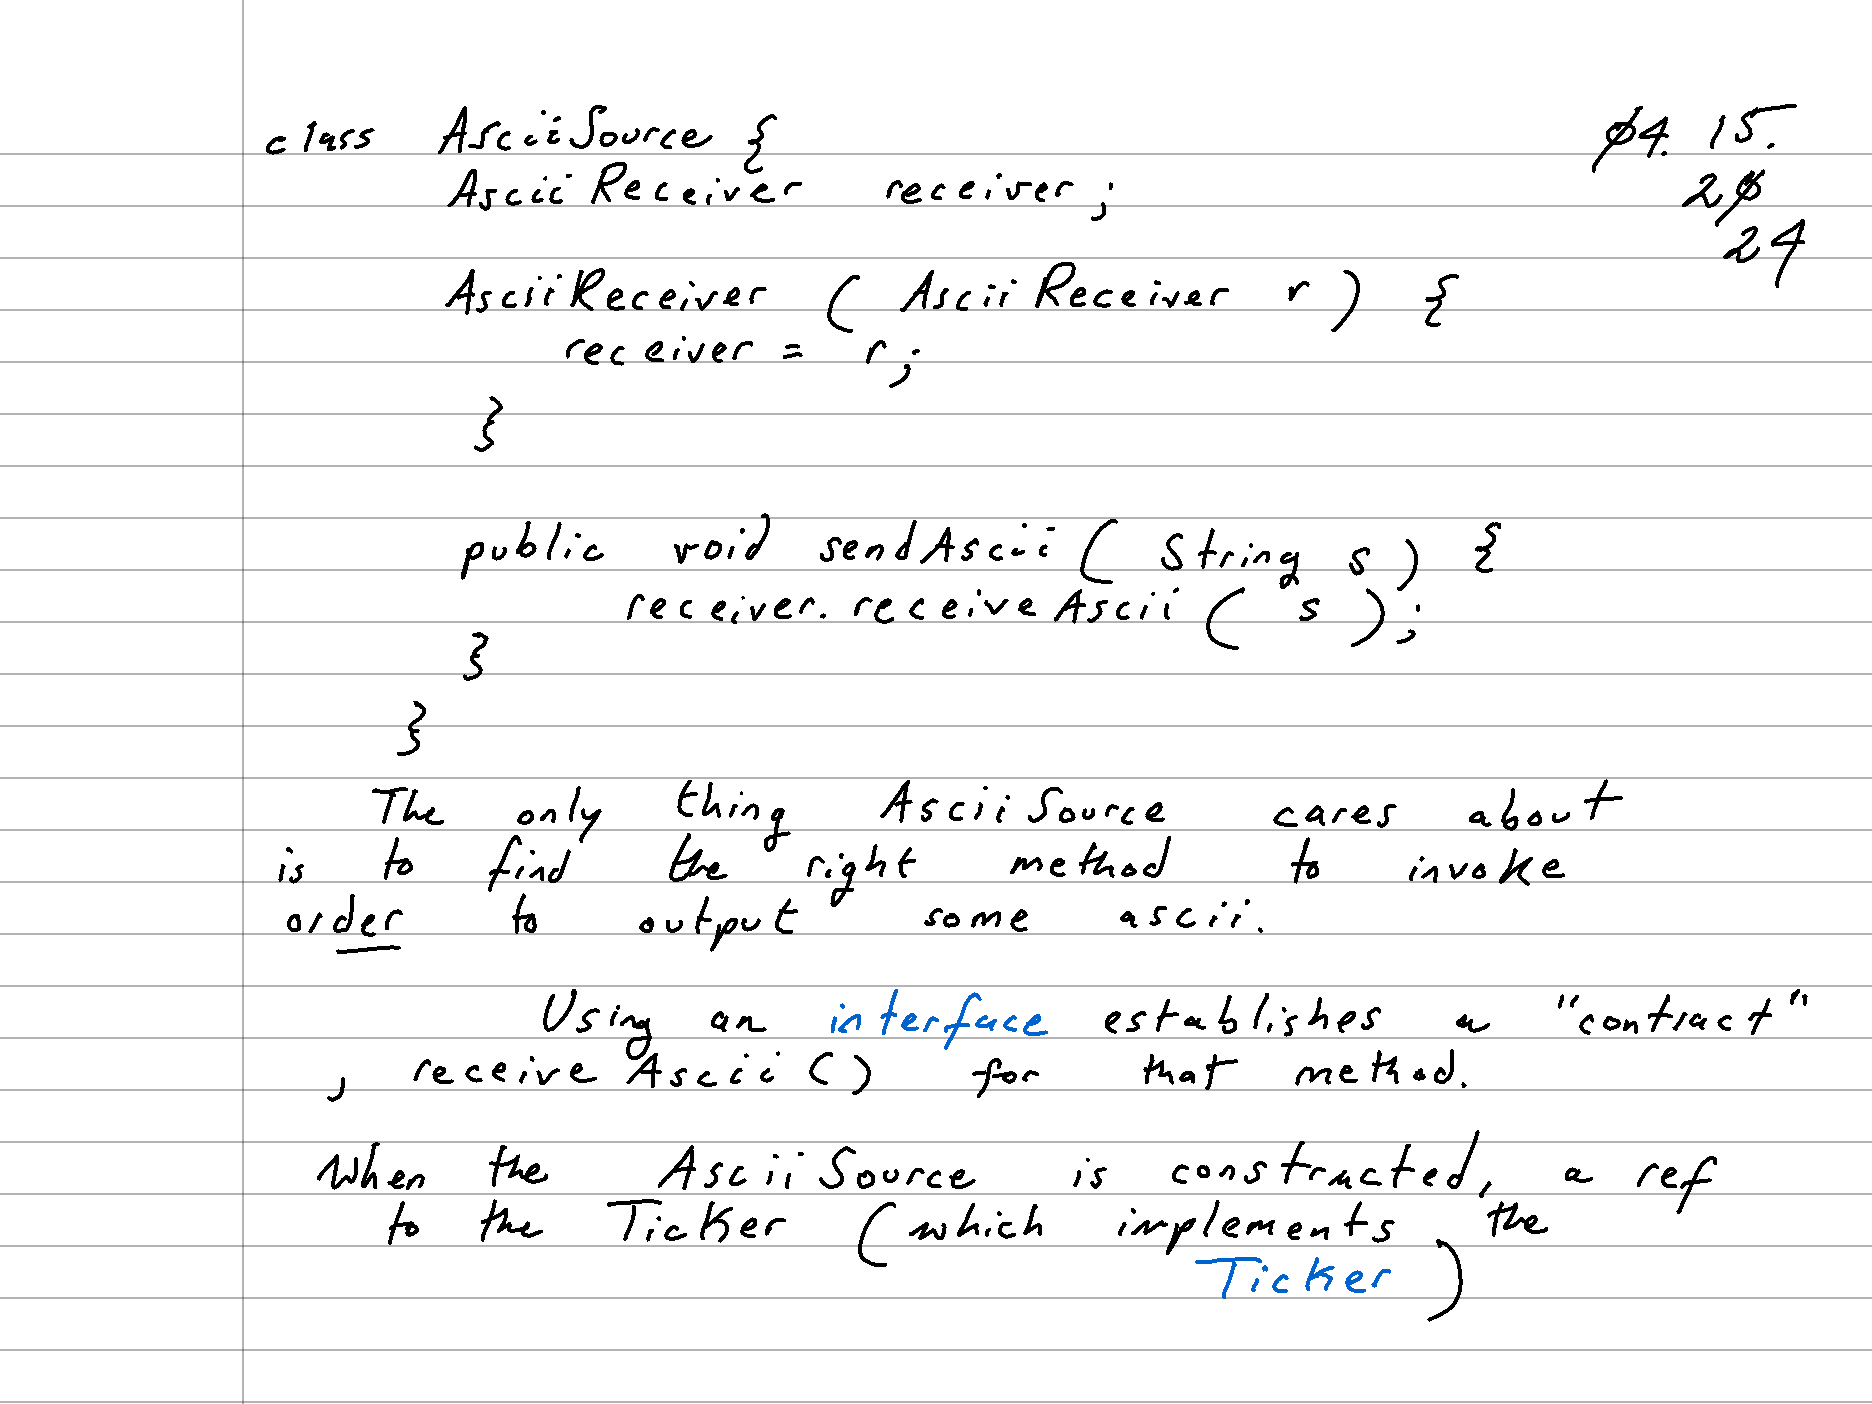 class AsciiSource {
AsciiReceiver receiver;
AsciiReceiver ( AsciiReceiver r ) {
receiver = r;
}
public void sendAscii ( String s ) {
receiver. receiveAscii ( s );
}
}
The only thing AsciiSource cares about
is to find the right method to invoke
order to output some ascii.
Using an interface establishes a "contract"
, receiveAscii () for that method.
When the AsciiSource is constructed, a ref
to the Ticker (which implements the
Ticker )
04. 15.
20
24